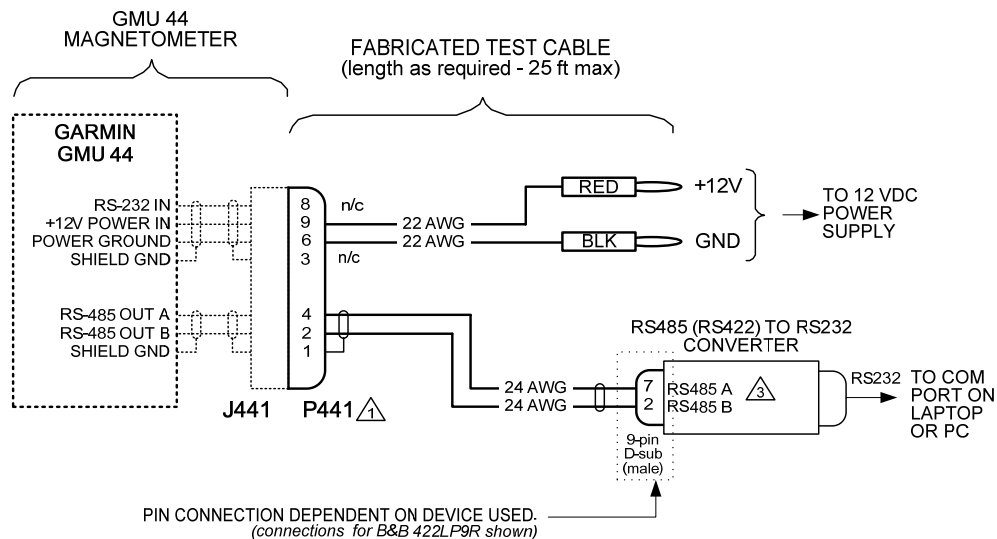 GMU 44
MAGNETOMETER
FABRICATED TEST CABLE
(length as required - 25 ft max)
GARMIN
GMU 44
RS-232 IN
+12V POWER IN
POWER GROUND
SHIELD GND
RS-485 OUT A
RS-485 OUT B
SHIELD GND
8
9
6
3
4
2
1
n/c
n/c
22 AWG
22 AWG
RED
BLK
+12V
GND
TO 12 VDC
POWER
SUPPLY
J441
P441
1
24 AWG
24 AWG
RS485 (RS422) TO RS232
CONVERTER
7
2
RS485 A
RS485 B
3
9-pin
D-sub
(male)
RS232
TO COM
PORT ON
LAPTOP
OR PC
PIN CONNECTION DEPENDENT ON DEVICE USED.
(connections for B&B 422LP9R shown)